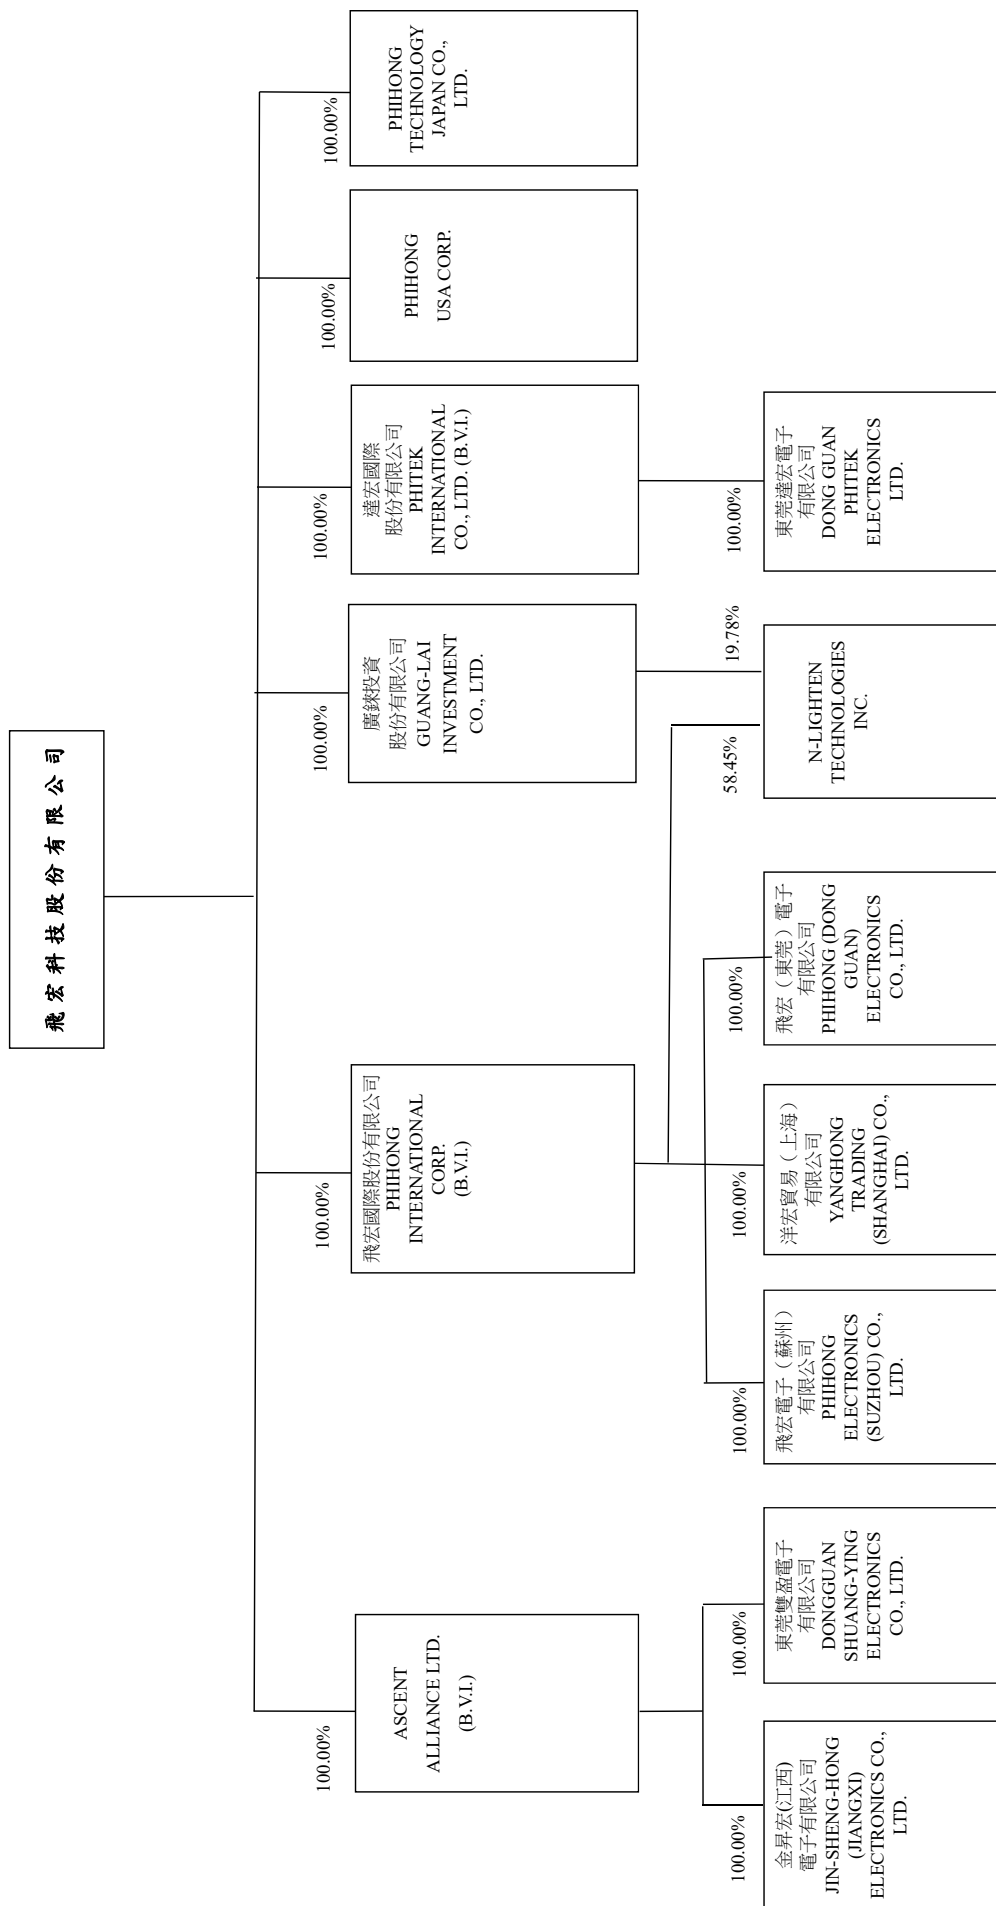 飛宏科技股份有限公司
100.00%
ASCENT
ALLIANCE LTD.
(B.V.I.)
100.00%
飛宏國際股份有限公司
PHIHONG
INTERNATIONAL
CORP.
(B.V.I.)
100.00%
廣錸投資
股份有限公司
GUANG-LAI
INVESTMENT
CO., LTD.
100.00%
達宏國際
股份有限公司
PHITEK
INTERNATIONAL
CO., LTD. (B.V.I.)
100.00%
PHIHONG
USA CORP.
100.00%
PHIHONG
TECHNOLOGY
JAPAN CO.,
LTD.
100.00%
金昇宏(江西)
電子有限公司
JIN-SHENG-HONG
(JIANGXI)
ELECTRONICS CO.,
LTD.
100.00%
東莞雙盈電子
有限公司
DONGGUAN
SHUANG-YING
ELECTRONICS
CO., LTD.
100.00%
飛宏電子（蘇州）
有限公司
PHIHONG
ELECTRONICS
(SUZHOU) CO.,
LTD.
100.00%
洋宏貿易（上海）
有限公司
YANGHONG
TRADING
(SHANGHAI) CO.,
LTD.
100.00%
飛宏（東莞）電子
有限公司
PHIHONG (DONG
GUAN)
ELECTRONICS
CO., LTD.
58.45%
19.78%
N-LIGHTEN
TECHNOLOGIES
INC.
100.00%
東莞達宏電子
有限公司
DONG GUAN
PHITEK
ELECTRONICS
LTD.